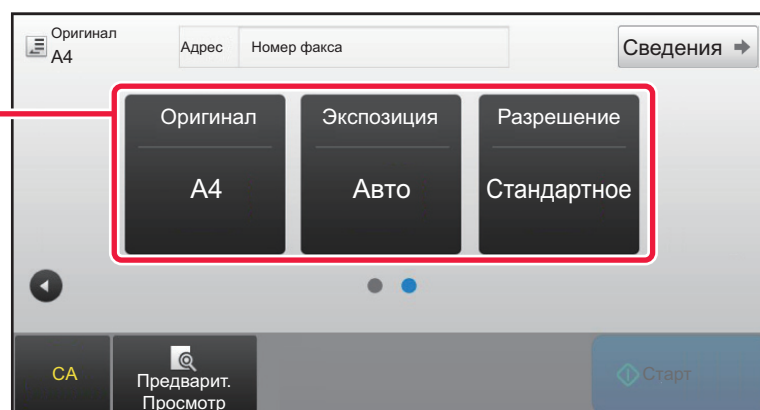 Оригинал
A4
Адрес
Номер факса
Сведения
Оригинал
Экспозиция
Разрешение
A4
Авто
Стандартное
CA
Предварит.
Просмотр
Старт